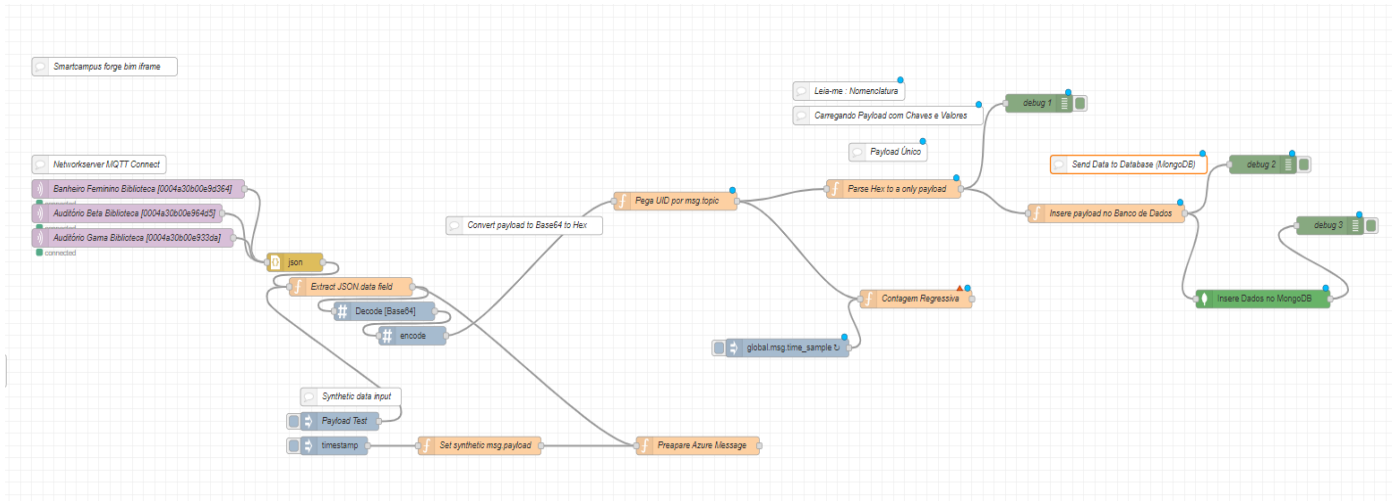 Smartcampus forge bim iframe
Leia-me : Nomenclatura
debug 1
Carregando Payload com Chaves e Valores
Payload Único
Networkserver MQTT Connect
Send Data to Database (MongoDB)
debug 2
Banheiro Feminino Biblioteca [0004a30b00e9d364]
connected
Pega UID por msg.topic
Parse Hex to a only payload
Auditório Beta Biblioteca [0004a30b00e964d5]
connected
Insere payload no Banco de Dados
Convert payload to Base64 to Hex
debug 3
Auditório Gama Biblioteca [0004a30b00e933da]
connected
json
Extract JSON.data field
Contagem Regressiva
Insere Dados no MongoDB
Decode [Base64]
encode
global.msg.time_sample ↻
Synthetic data input
Payload Test
timestamp
Set synthetic msg.payload
Preapare Azure Message